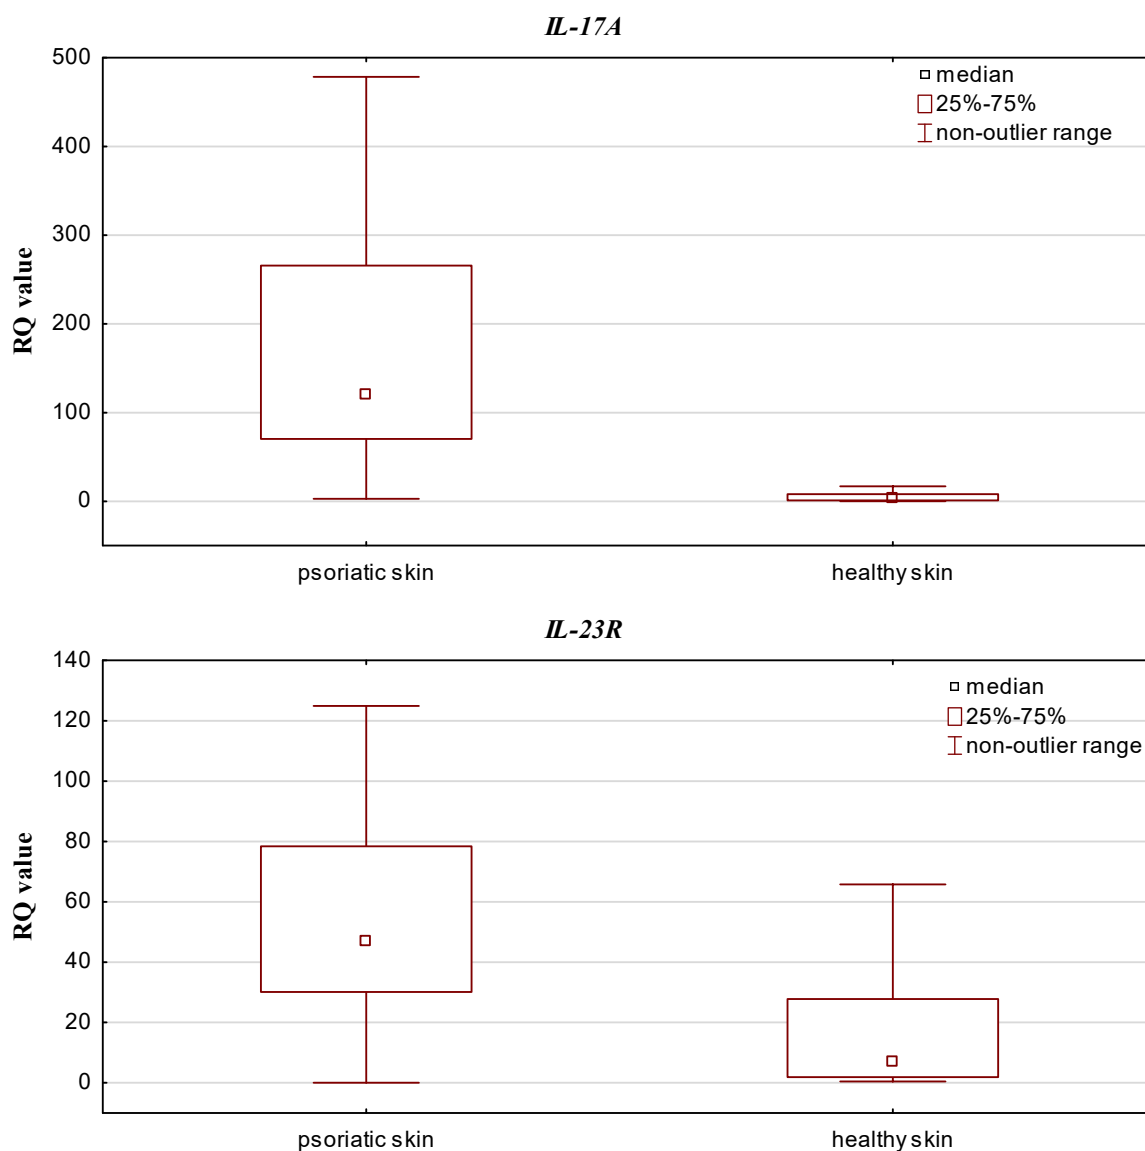 IL-17A
500
median
25%-75%
non-outlier range
400
300
RQ value
200
100
0
psoriatic skin healthy skin
IL-23R
140
median
25%-75%
non-outlier range
120
100
80
RQ value
60
40
20
0
psoriatic skin healthy skin